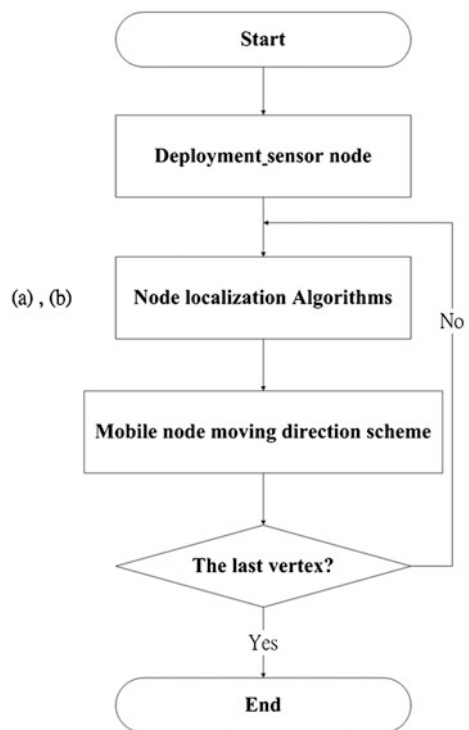 Start
Deployment_sensor node
(a) , (b)
Node localization Algorithms
No
Mobile node moving direction scheme
The last vertex?
Yes
End